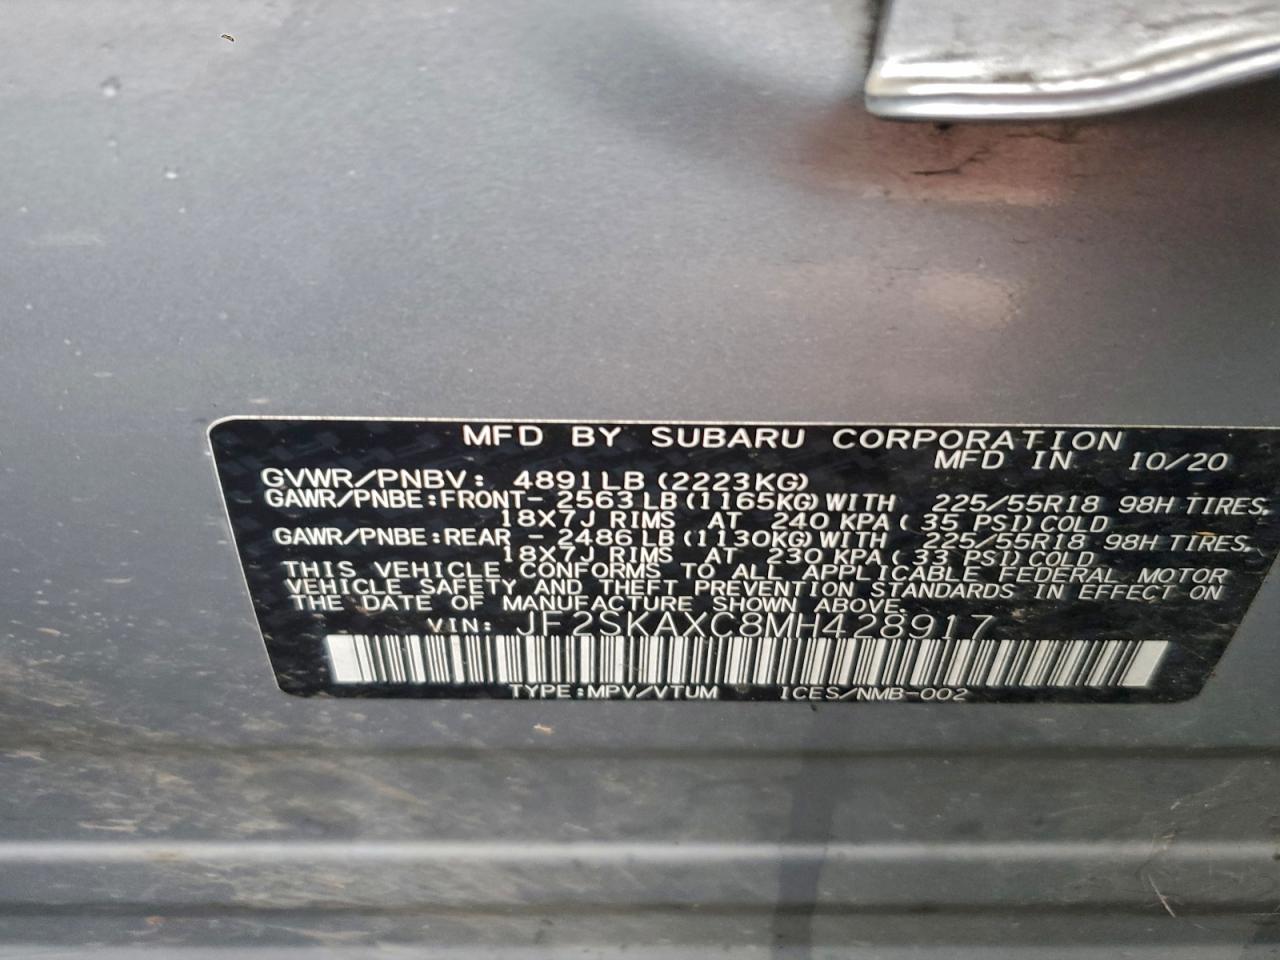 MFD BY SUBARU CORPORATION
MFD IN 10/20
GVWR/PNBV: 4891LB (2223KG)
GAWR/PNBE:FRONT- 2563LB (1165KG) WITH 225/55R18 98H TIRES,
18X7J RIMS AT 240 KPA ( 35 PSI) COLD
GAWR/PNBE:REAR - 2486LB (1130KG) WITH 225/55R18 98H TIRES,
18X7J RIMS AT 230 KPA ( 33 PSI) COLD
THIS VEHICLE CONFORMS TO ALL APPLICABLE FEDERAL MOTOR
VEHICLE SAFETY AND THEFT PREVENTION STANDARDS IN EFFECT ON
THE DATE OF MANUFACTURE SHOWN ABOVE.
VIN: JF2SKAXC8MH428917
TYPE:MPV/VTUM ICES/NMB-002